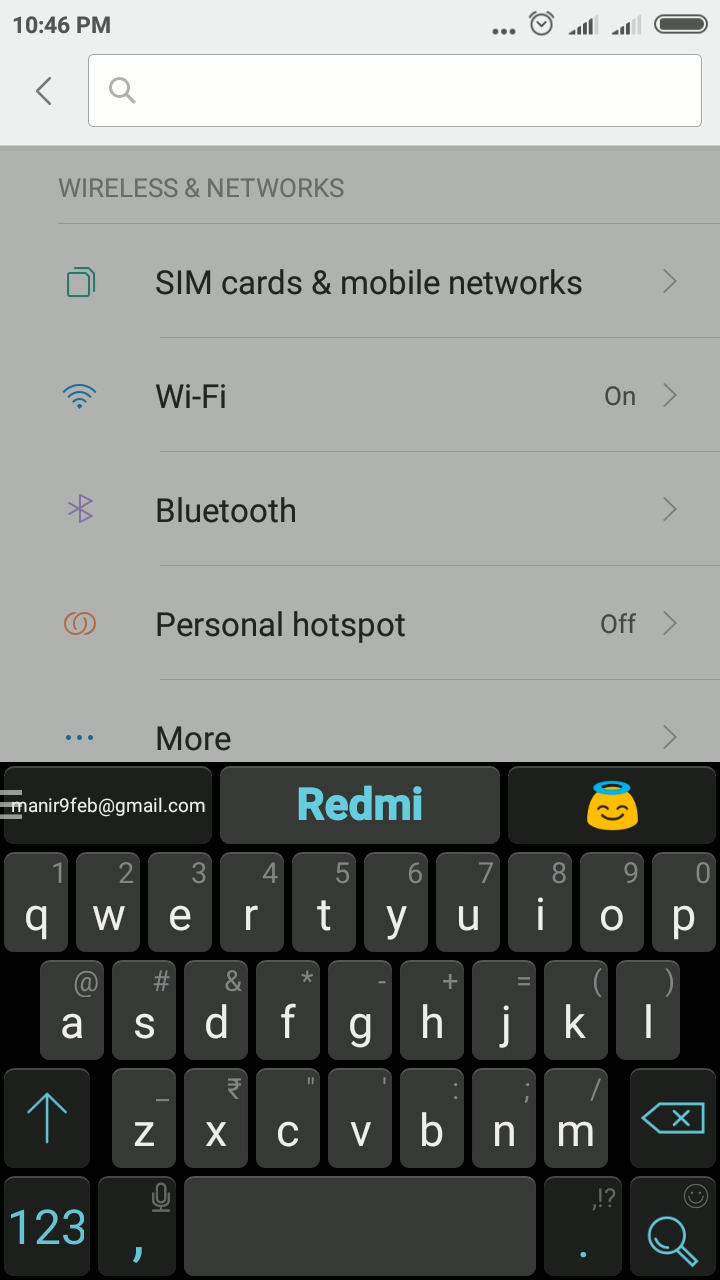 10:46 PM
WIRELESS & NETWORKS
SIM cards & mobile networks
Wi-Fi On
Bluetooth
Personal hotspot Off
More
manir9feb@gmail.com Redmi
1 2 3 4 5 6 7 8 9 0
q w e r t y u i o p
@ # & * - + = ( )
a s d f g h j k l
_ ₹ " ' : ; /
z x c v b n m
,!?
123 , .